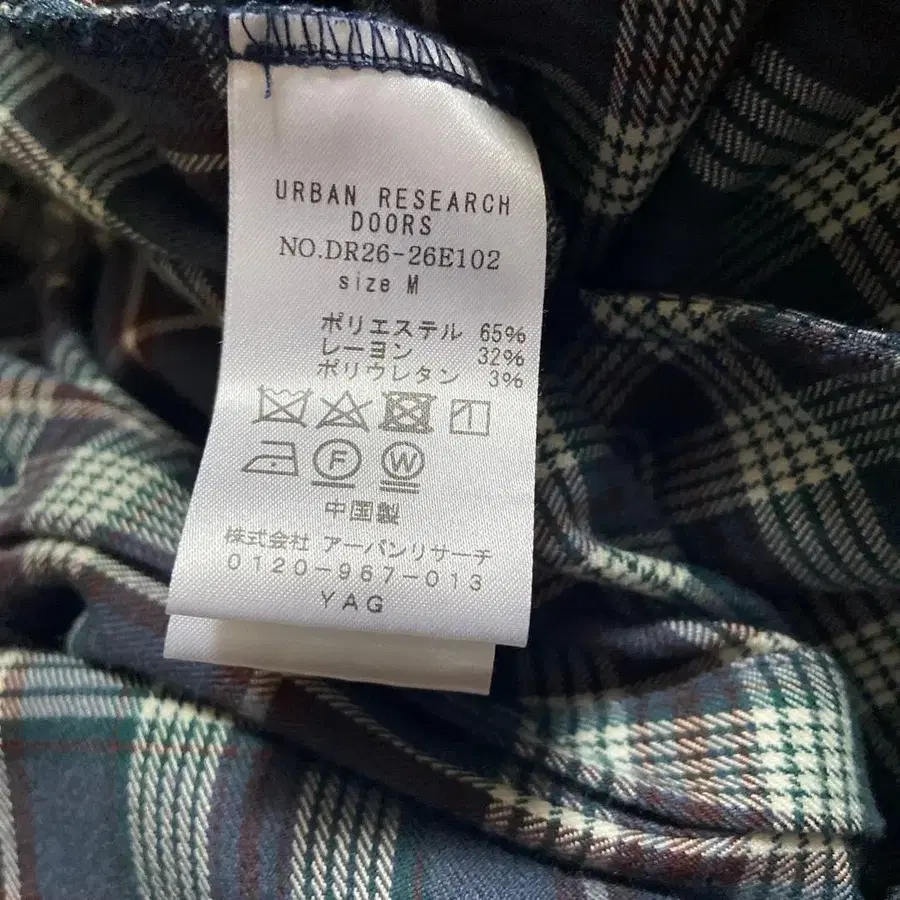 URBAN RESEARCH
DOORS
NO.DR26-26E102
size M
ポリエステル 65%
レーヨン 32%
ポリウレタン 3%
F W
中国製
株式会社 アーバンリサーチ
0120-967-013
YAG